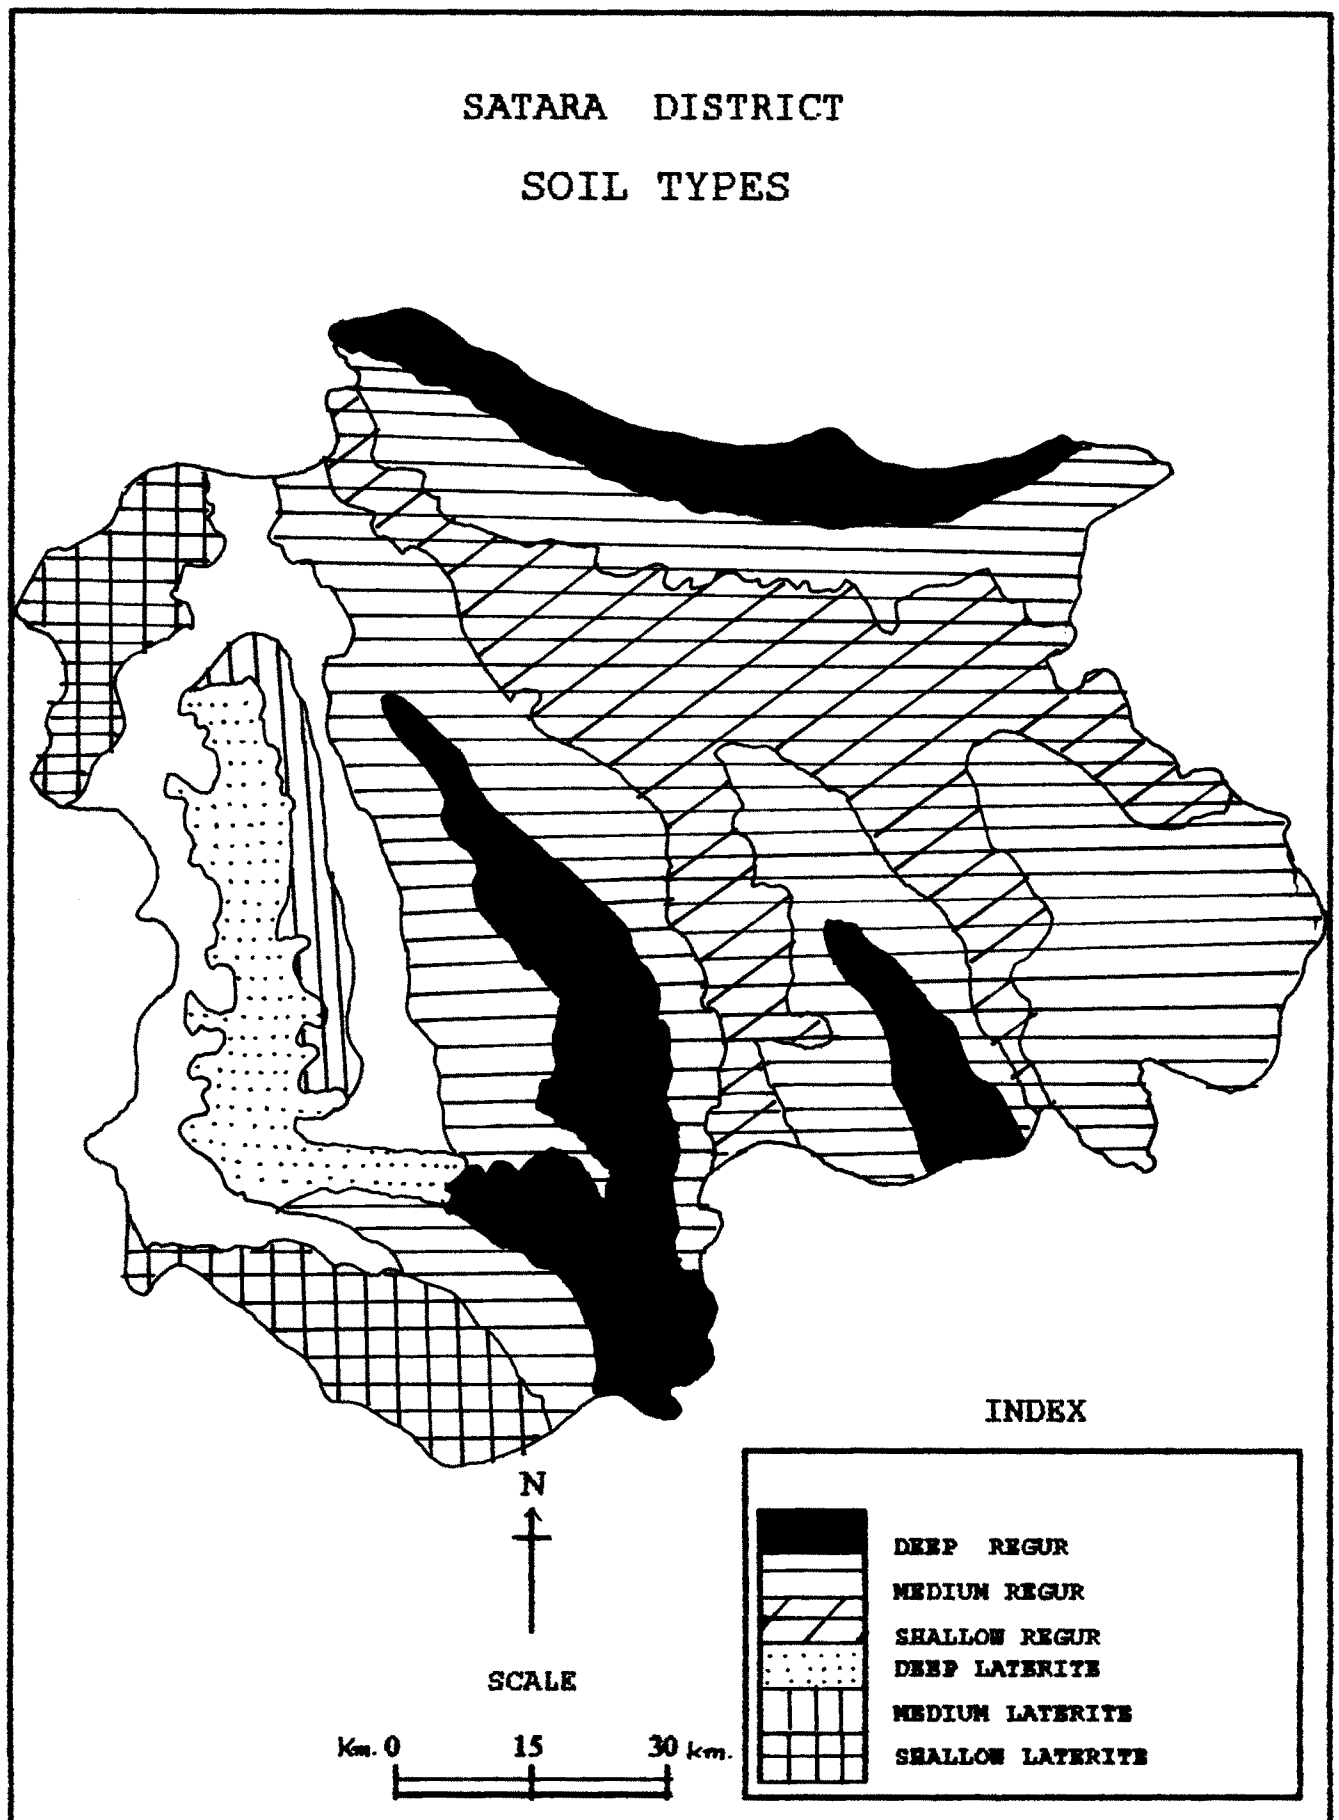 SATARA DISTRICT
SOIL TYPES
INDEX
DEEP REGUR
MEDIUM REGUR
SHALLOW REGUR
DEEP LATERITE
MEDIUM LATERITE
SHALLOW LATERITE
N
SCALE
Km. 0 15 30 km.